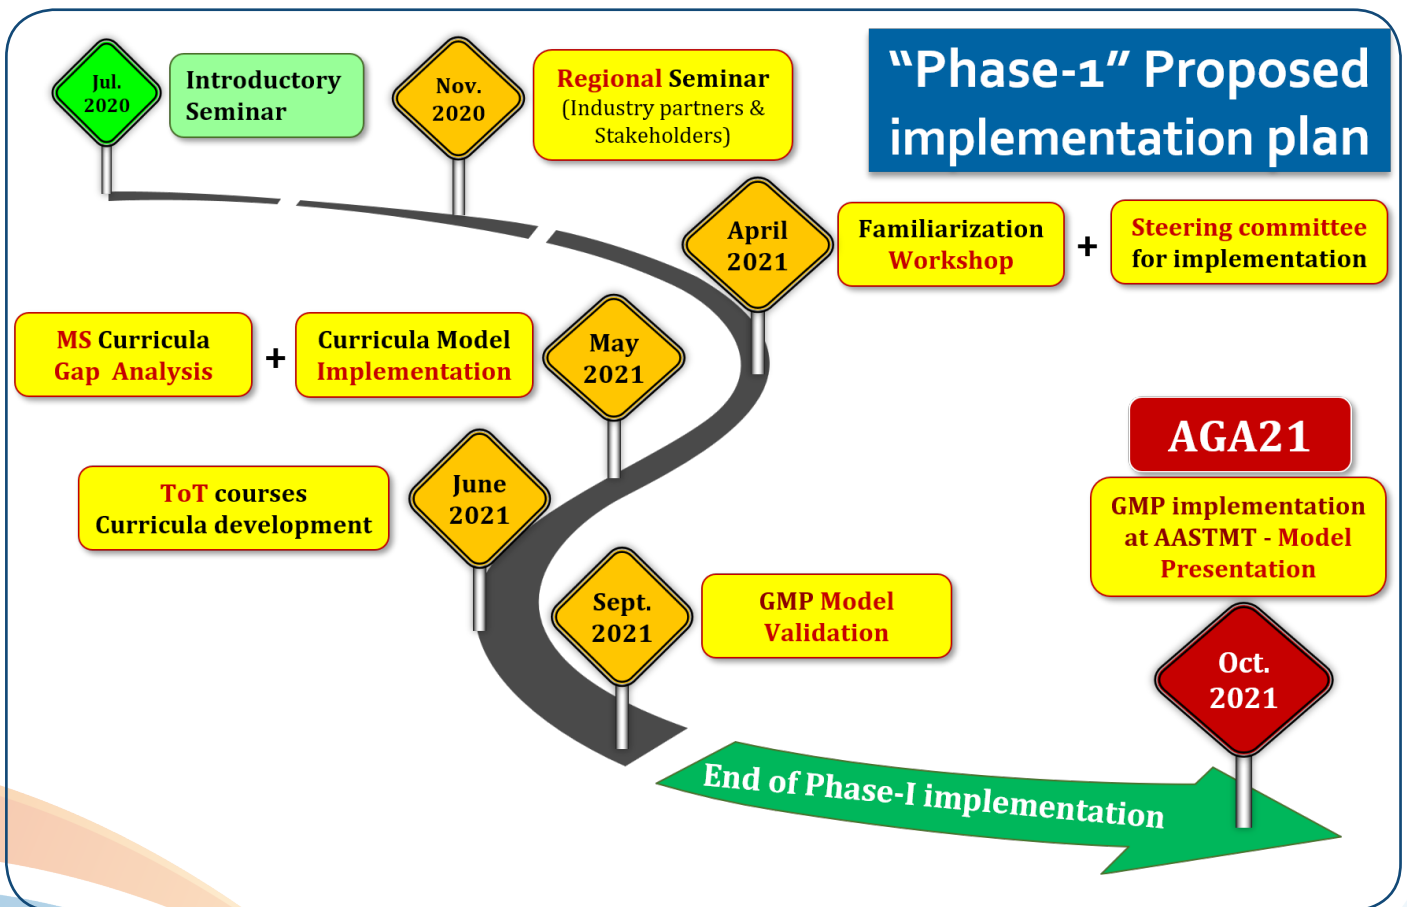 “Phase-1” Proposed
implementation plan
Jul.
2020
Introductory
Seminar
Nov.
2020
Regional Seminar
(Industry partners &
Stakeholders)
April
2021
Familiarization
Workshop
+
Steering committee
for implementation
MS Curricula
Gap Analysis
+
Curricula Model
Implementation
May
2021
ToT courses
Curricula development
June
2021
Sept.
2021
GMP Model
Validation
AGA21
GMP implementation
at AASTMT - Model
Presentation
Oct.
2021
End of Phase-I implementation